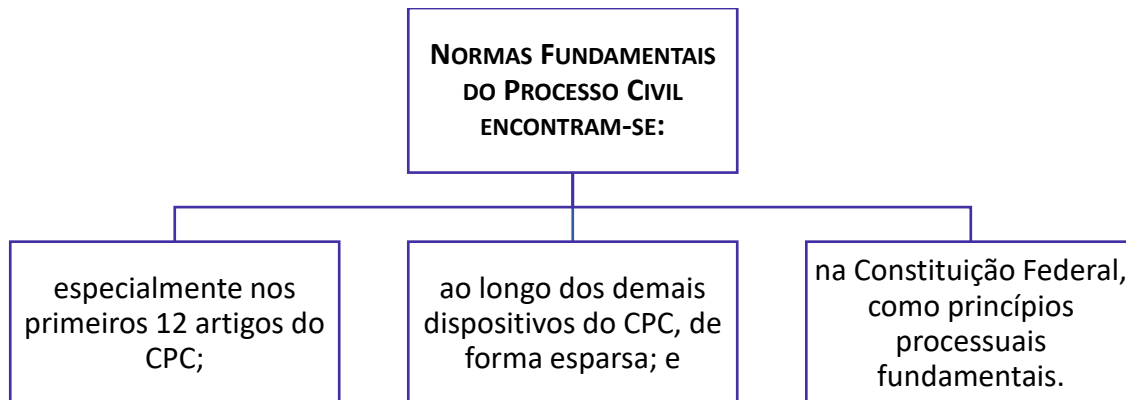 NORMAS FUNDAMENTAIS
DO PROCESSO CIVIL
ENCONTRAM-SE:
especialmente nos
primeiros 12 artigos do
CPC;
ao longo dos demais
dispositivos do CPC, de
forma esparsa; e
na Constituição Federal,
como princípios
processuais
fundamentais.